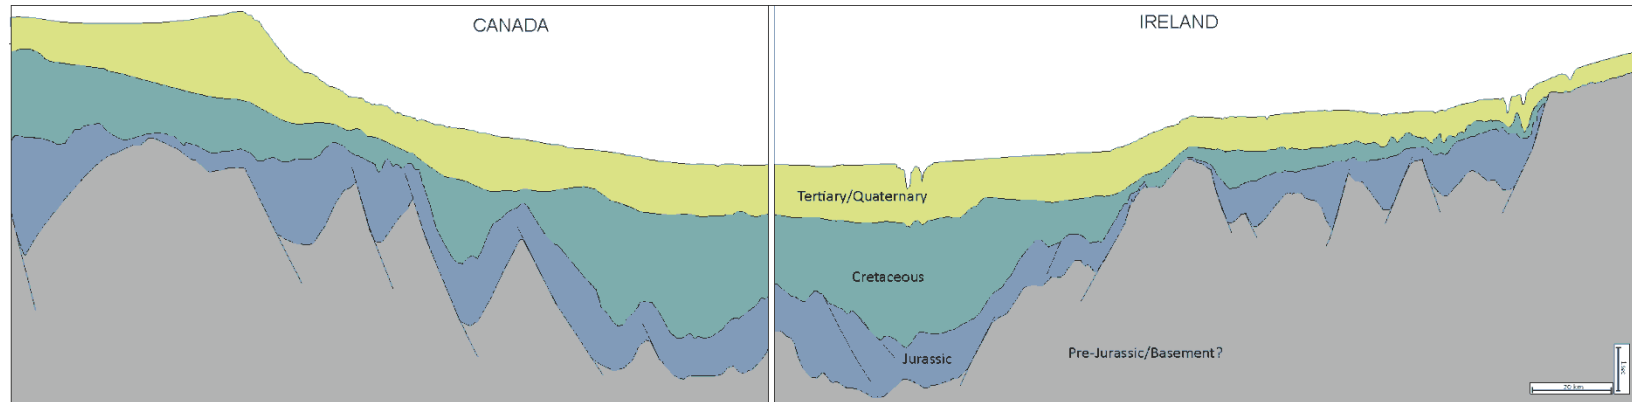 CANADA
IRELAND
Tertiary/Quaternary
Cretaceous
Jurassic
Pre-Jurassic/Basement?